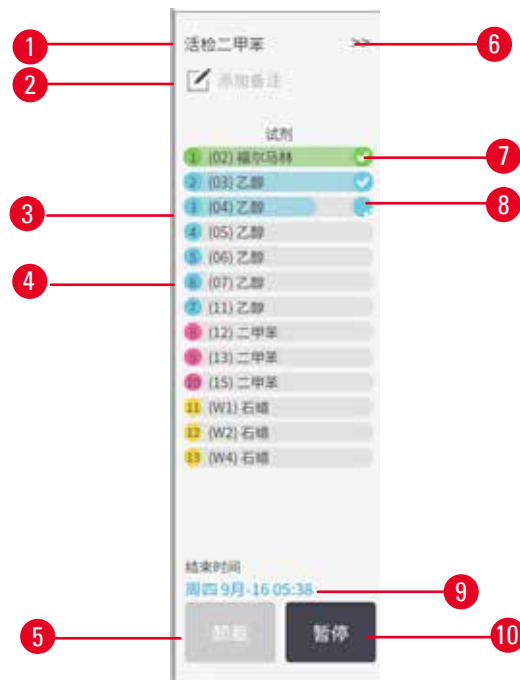 1 活检二甲苯 >> 6
2 添加备注
试剂
1 (02) 福尔马林 7
2 (03) 乙醇
3 3 (04) 乙醇 8
4 (05) 乙醇
5 (06) 乙醇
4 6 (07) 乙醇
7 (11) 乙醇
8 (12) 二甲苯
9 (13) 二甲苯
10 (15) 二甲苯
11 (W1) 石蜡
12 (W2) 石蜡
13 (W4) 石蜡
结束时间
周四 9月-16 05:38 9
5 卸载 暂停 10